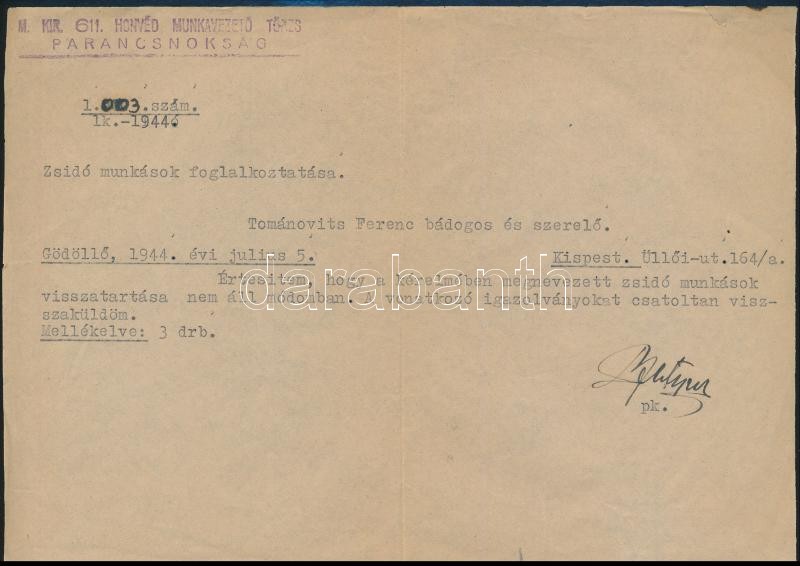 M. KIR. 611. HONVÉD MUNKAVEZETŐ TÖRZS
PARANCSNOKSÁG
1.003.szám.
1k.-1944.
Zsidó munkások foglalkoztatása.
Tománovits Ferenc bádogos és szerelő.
Gödöllő, 1944. évi julius 5.
Kispest. Üllői-ut.164/a.
Értesitem, hogy a kérelmében megnevezett zsidó munkások
visszatartása nem áll módomban. A vonatkozó igazolványokat csatoltan visz-
szaküldöm.
Mellékelve: 3 drb.
pk.
darabanth